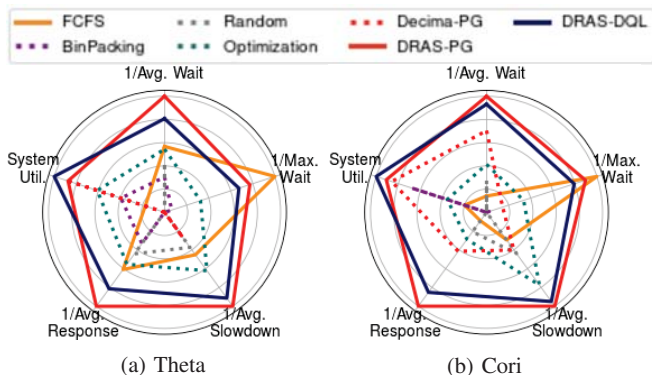 FCFS Random Decima-PG DRAS-DQL
BinPacking Optimization DRAS-PG
1/Avg. Wait 1/Avg. Wait
System Util. 1/Max. Wait System Util. 1/Max. Wait
1/Avg. Response 1/Avg. Slowdown 1/Avg. Response 1/Avg. Slowdown
(a) Theta (b) Cori